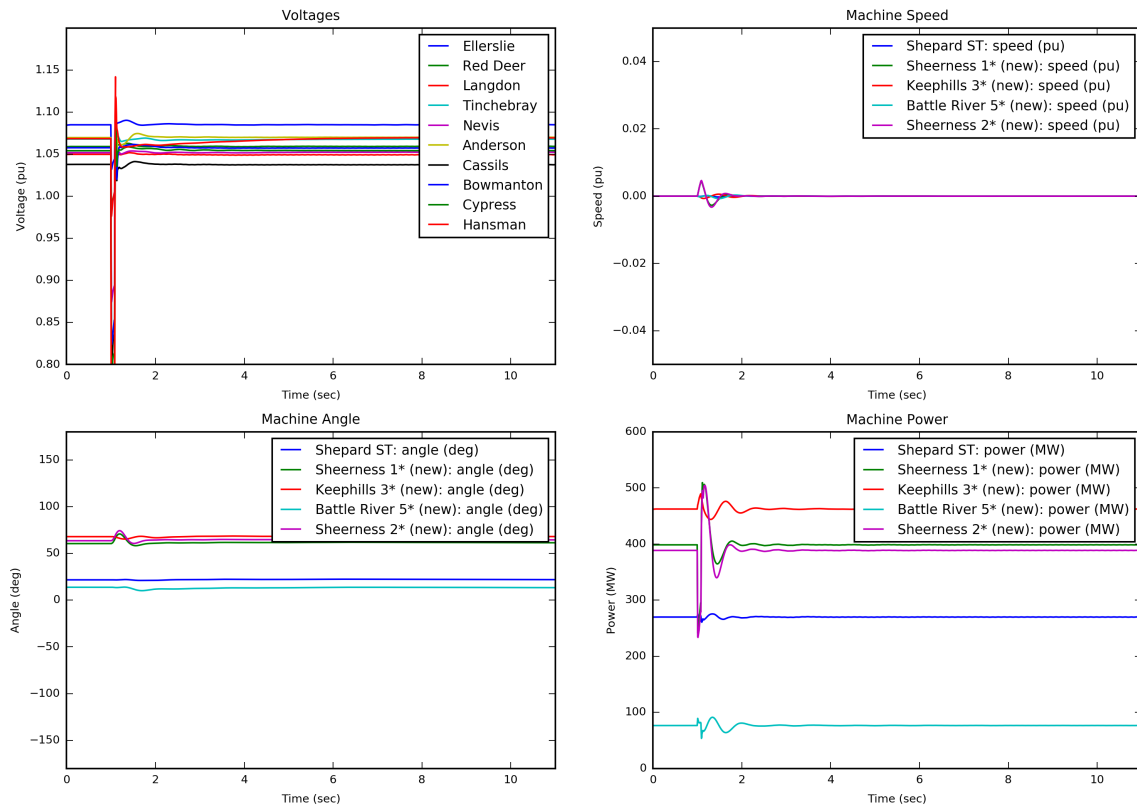 Voltages
1.15
1.10
1.05
1.00
0.95
0.90
0.85
0.80
Voltage (pu)
0
2
4
6
8
10
Time (sec)
Ellerslie
Red Deer
Langdon
Tinchebray
Nevis
Anderson
Cassils
Bowmanton
Cypress
Hansman
Machine Speed
0.04
0.02
0.00
−0.02
−0.04
Speed (pu)
0
2
4
6
8
10
Time (sec)
Shepard ST: speed (pu)
Sheerness 1* (new): speed (pu)
Keephills 3* (new): speed (pu)
Battle River 5* (new): speed (pu)
Sheerness 2* (new): speed (pu)
Machine Angle
150
100
50
0
−50
−100
−150
Angle (deg)
0
2
4
6
8
10
Time (sec)
Shepard ST: angle (deg)
Sheerness 1* (new): angle (deg)
Keephills 3* (new): angle (deg)
Battle River 5* (new): angle (deg)
Sheerness 2* (new): angle (deg)
Machine Power
600
500
400
300
200
100
0
Power (MW)
0
2
4
6
8
10
Time (sec)
Shepard ST: power (MW)
Sheerness 1* (new): power (MW)
Keephills 3* (new): power (MW)
Battle River 5* (new): power (MW)
Sheerness 2* (new): power (MW)